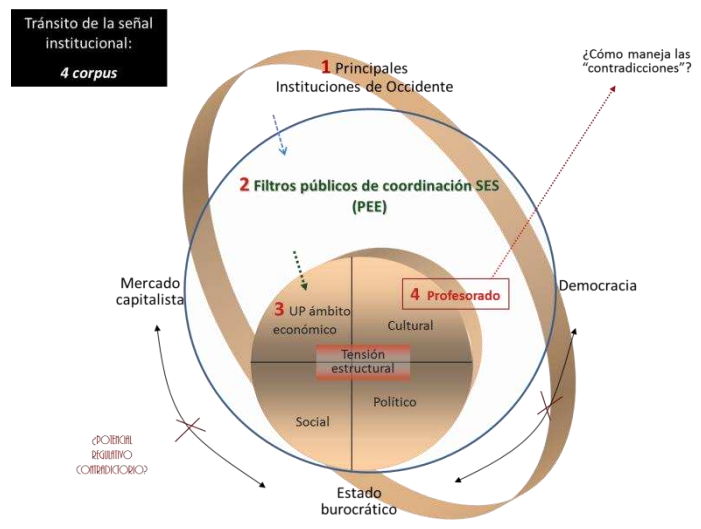 Tránsito de la señal
institucional:
4 corpus
¿Cómo maneja las
“contradicciones”?
1 Principales
Instituciones de Occidente
2 Filtros públicos de coordinación SES
(PEE)
Mercado
capitalista
Democracia
4 Profesorado
3 UP ámbito
económico
Cultural
Tensión
estructural
Social
Político
¿POTENCIAL
REGULATIVO
CONTRADICTORIO?
Estado
burocrático